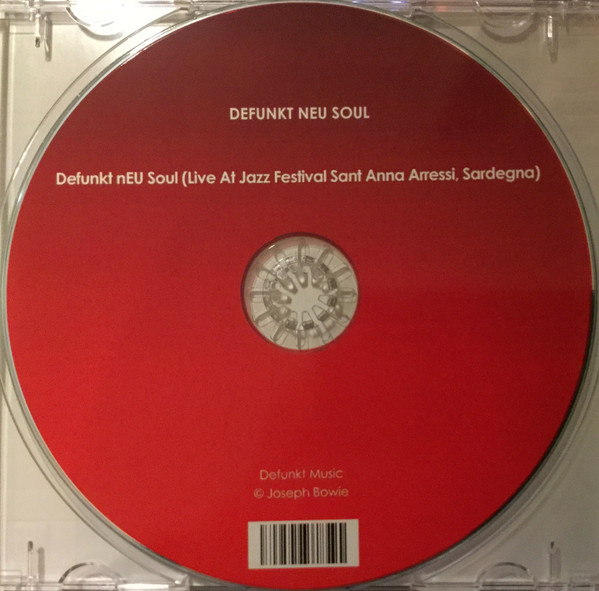 DEFUNKT NEU SOUL
Defunkt nEU Soul (Live At Jazz Festival Sant Anna Arressi, Sardegna)
Defunkt Music
© Joseph Bowie